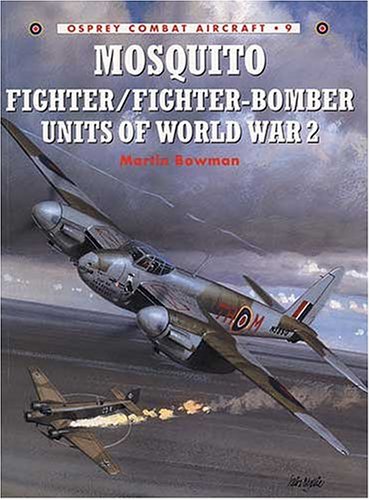 OSPREY COMBAT AIRCRAFT • 9
MOSQUITO
FIGHTER/FIGHTER-BOMBER
UNITS OF WORLD WAR 2
Martin Bowman